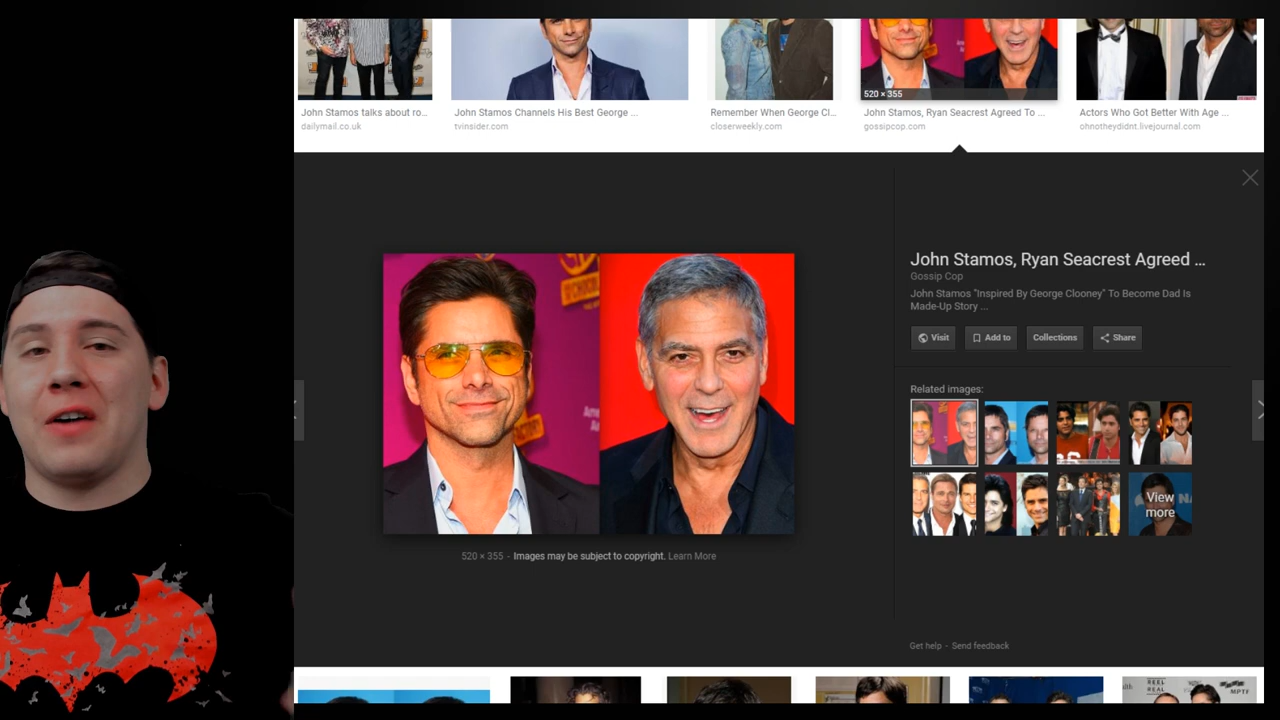 520 × 355
John Stamos talks about ro...
John Stamos Channels His Best George ...
Remember When George Cl...
John Stamos, Ryan Seacrest Agreed To ...
Actors Who Got Better With Age ...
dailymail.co.uk
tvinsider.com
closerweekly.com
gossipcop.com
ohnotheydidnt.livejournal.com
John Stamos, Ryan Seacrest Agreed ...
Gossip Cop
John Stamos "Inspired By George Clooney" To Become Dad Is
Made-Up Story ...
Visit
Add to
Collections
Share
Related images:
View
more
520 × 355 - Images may be subject to copyright. Learn More
Get help - Send feedback
REEL
REAL
MPTF